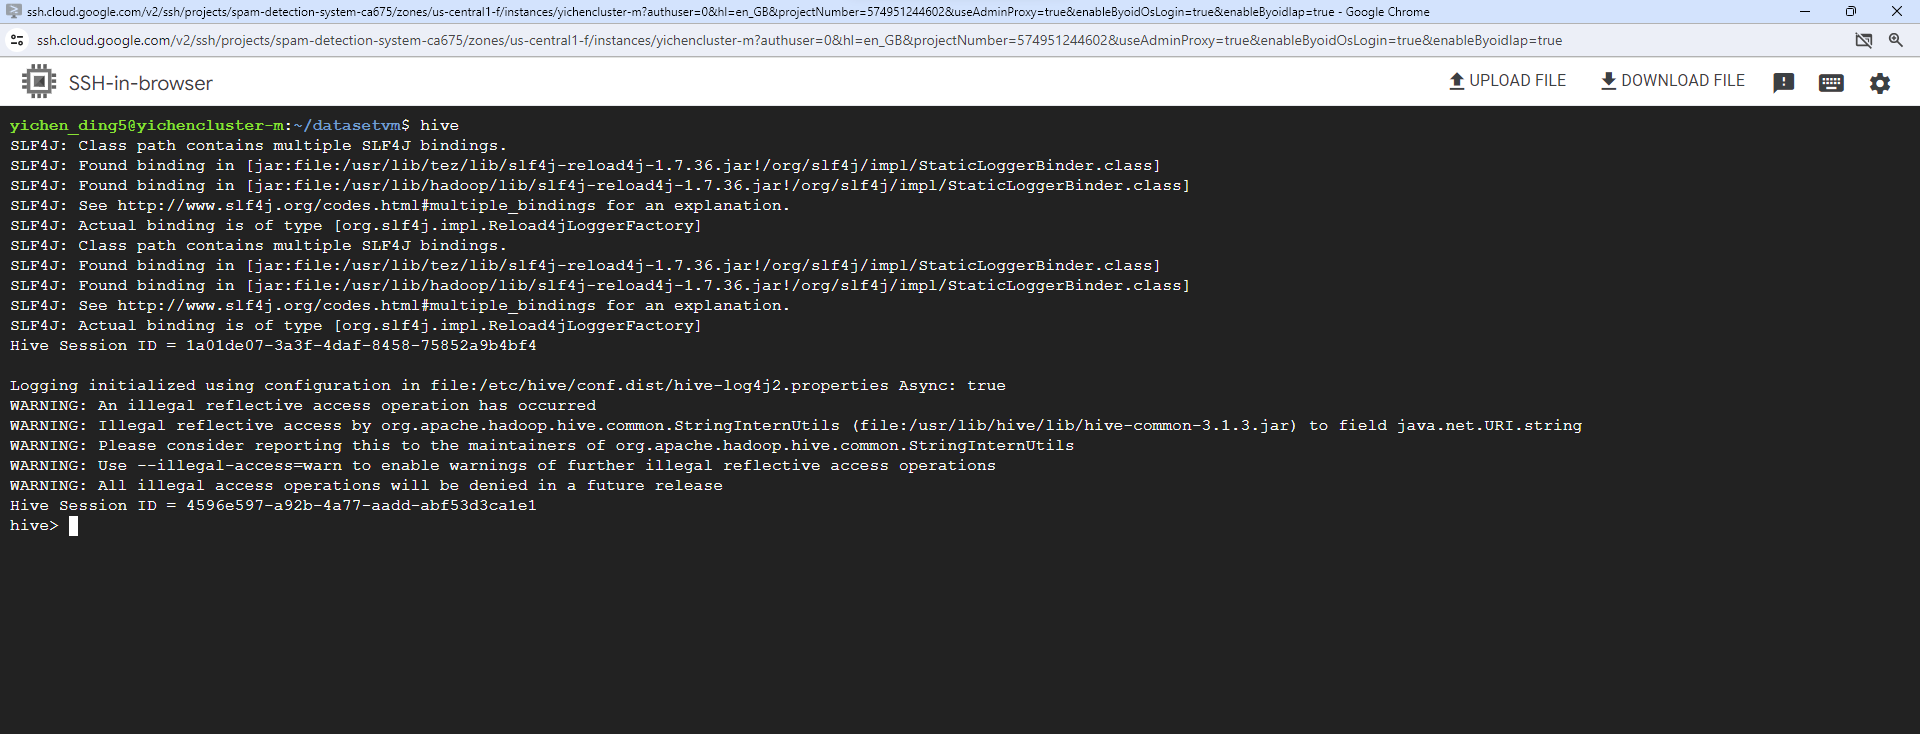 ssh.cloud.google.com/v2/ssh/projects/spam-detection-system-ca675/zones/us-central1-f/instances/yichencluster-m?authuser=0&hl=en_GB&projectNumber=574951244602&useAdminProxy=true&enableByoidOsLogin=true&enableByoidIap=true - Google Chrome
ssh.cloud.google.com/v2/ssh/projects/spam-detection-system-ca675/zones/us-central1-f/instances/yichencluster-m?authuser=0&hl=en_GB&projectNumber=574951244602&useAdminProxy=true&enableByoidOsLogin=true&enableByoidIap=true
SSH-in-browser
UPLOAD FILE
DOWNLOAD FILE
yichen_ding5@yichencluster-m:~/datasetvm$ hive
SLF4J: Class path contains multiple SLF4J bindings.
SLF4J: Found binding in [jar:file:/usr/lib/tez/lib/slf4j-reload4j-1.7.36.jar!/org/slf4j/impl/StaticLoggerBinder.class]
SLF4J: Found binding in [jar:file:/usr/lib/hadoop/lib/slf4j-reload4j-1.7.36.jar!/org/slf4j/impl/StaticLoggerBinder.class]
SLF4J: See http://www.slf4j.org/codes.html#multiple_bindings for an explanation.
SLF4J: Actual binding is of type [org.slf4j.impl.Reload4jLoggerFactory]
SLF4J: Class path contains multiple SLF4J bindings.
SLF4J: Found binding in [jar:file:/usr/lib/tez/lib/slf4j-reload4j-1.7.36.jar!/org/slf4j/impl/StaticLoggerBinder.class]
SLF4J: Found binding in [jar:file:/usr/lib/hadoop/lib/slf4j-reload4j-1.7.36.jar!/org/slf4j/impl/StaticLoggerBinder.class]
SLF4J: See http://www.slf4j.org/codes.html#multiple_bindings for an explanation.
SLF4J: Actual binding is of type [org.slf4j.impl.Reload4jLoggerFactory]
Hive Session ID = 1a01de07-3a3f-4daf-8458-75852a9b4bf4
Logging initialized using configuration in file:/etc/hive/conf.dist/hive-log4j2.properties Async: true
WARNING: An illegal reflective access operation has occurred
WARNING: Illegal reflective access by org.apache.hadoop.hive.common.StringInternUtils (file:/usr/lib/hive/lib/hive-common-3.1.3.jar) to field java.net.URI.string
WARNING: Please consider reporting this to the maintainers of org.apache.hadoop.hive.common.StringInternUtils
WARNING: Use --illegal-access=warn to enable warnings of further illegal reflective access operations
WARNING: All illegal access operations will be denied in a future release
Hive Session ID = 4596e597-a92b-4a77-aadd-abf53d3ca1e1
hive>